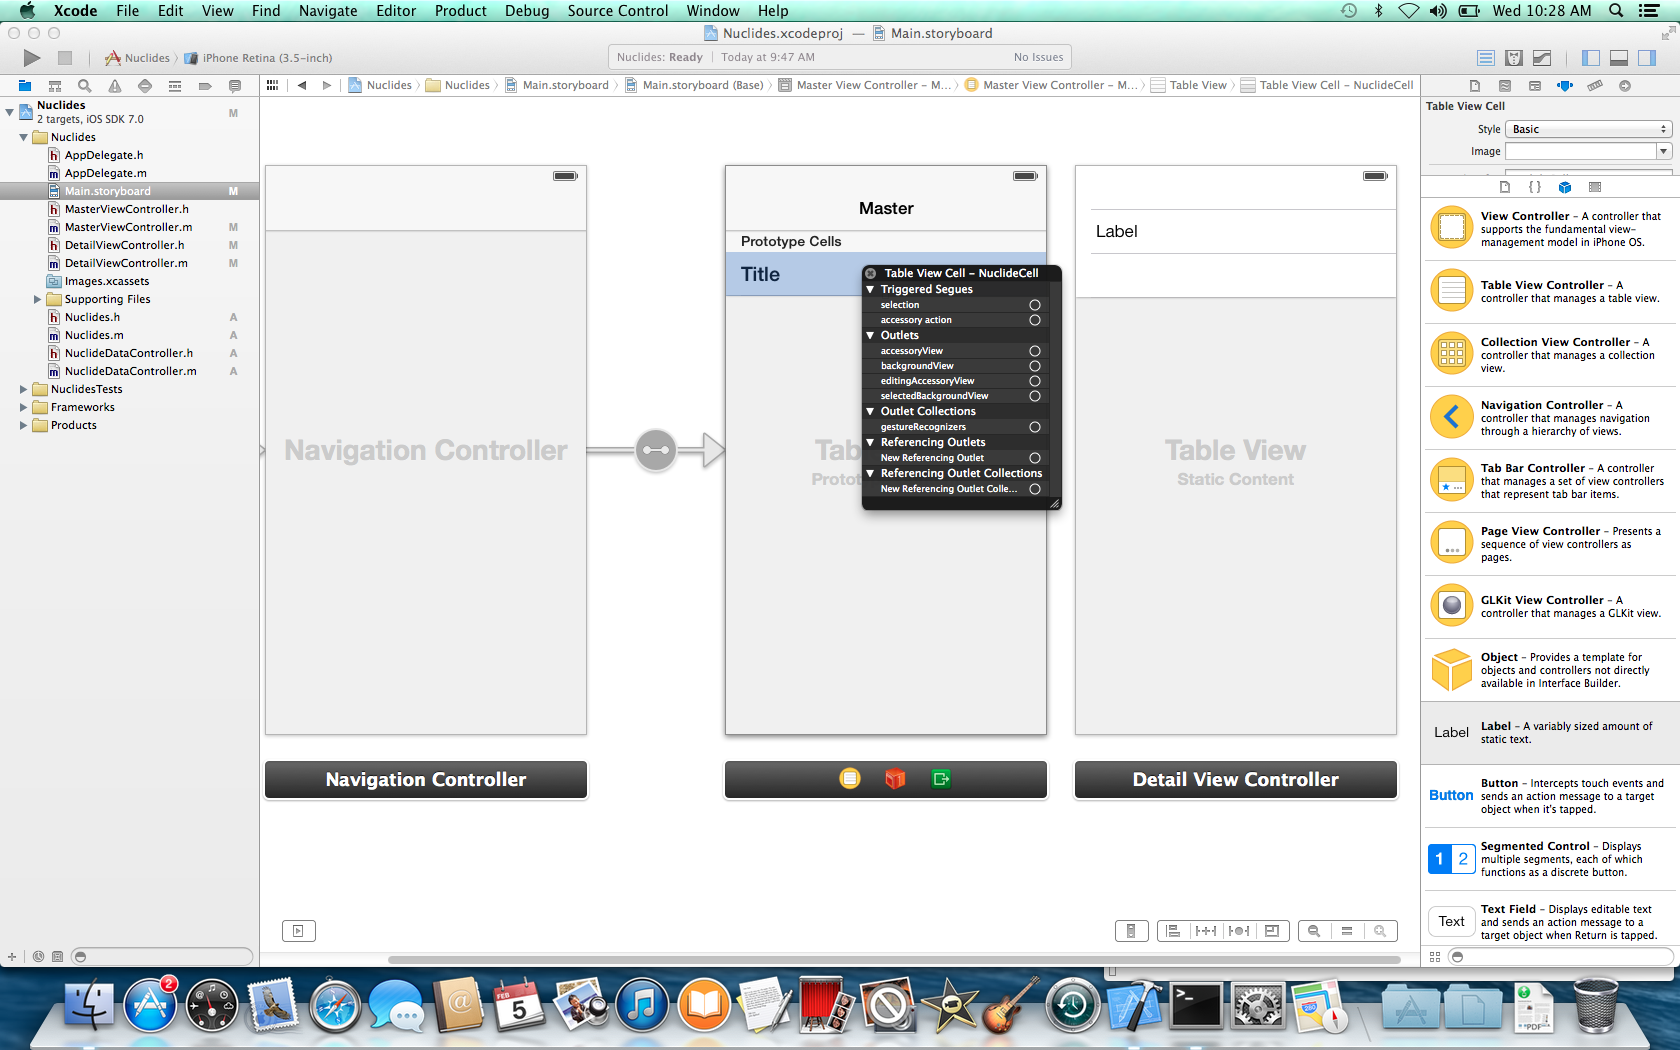 Xcode File Edit View Find Navigate Editor Product Debug Source Control Window Help
Wed 10:28 AM
Nuclides.xcodeproj — Main.storyboard
Nuclides
iPhone Retina (3.5-inch)
Nuclides: Ready
Today at 9:47 AM
No Issues
Nuclides
Nuclides
Main.storyboard
Main.storyboard (Base)
Master View Controller – M...
Master View Controller – M...
Table View
Table View Cell – NuclideCell
Nuclides
M
2 targets, iOS SDK 7.0
Nuclides
h AppDelegate.h
m AppDelegate.m
Main.storyboard M
h MasterViewController.h
m MasterViewController.m M
h DetailViewController.h M
m DetailViewController.m M
Images.xcassets
Supporting Files
h Nuclides.h A
m Nuclides.m A
h NuclideDataController.h A
m NuclideDataController.m A
NuclidesTests
Frameworks
Products
Navigation Controller
Navigation Controller
Master
Prototype Cells
Title
Tab
Proto
Table View Cell – NuclideCell
Triggered Segues
selection
accessory action
Outlets
accessoryView
backgroundView
editingAccessoryView
selectedBackgroundView
Outlet Collections
gestureRecognizers
Referencing Outlets
New Referencing Outlet
Referencing Outlet Collections
New Referencing Outlet Colle...
Label
Table View
Static Content
Detail View Controller
Table View Cell
Style Basic
Image
{ }
View Controller – A controller that
supports the fundamental view-
management model in iPhone OS.
Table View Controller – A
controller that manages a table view.
Collection View Controller – A
controller that manages a collection
view.
Navigation Controller – A
controller that manages navigation
through a hierarchy of views.
Tab Bar Controller – A controller
that manages a set of view controllers
that represent tab bar items.
Page View Controller – Presents a
sequence of view controllers as
pages.
GLKit View Controller – A
controller that manages a GLKit view.
Object – Provides a template for
objects and controllers not directly
available in Interface Builder.
Label
Label – A variably sized amount of
static text.
Button
Button – Intercepts touch events and
sends an action message to a target
object when it's tapped.
1 2
Segmented Control – Displays
multiple segments, each of which
functions as a discrete button.
Text
Text Field – Displays editable text
and sends an action message to a
target object when Return is tapped.
2
FEB
5
PDF